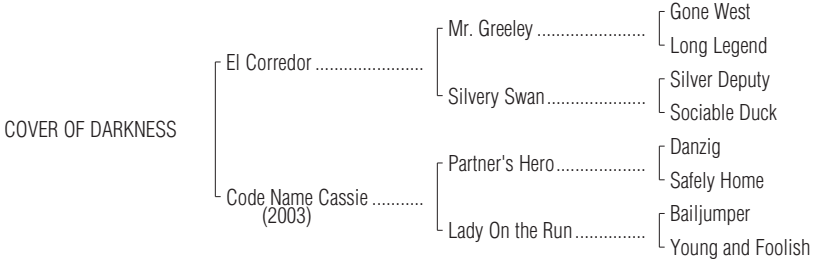 Gone West
Mr. Greeley .......................
Long Legend
El Corredor .......................
Silver Deputy
Silvery Swan.....................
Sociable Duck
COVER OF DARKNESS
Danzig
Partner's Hero...................
Safely Home
Code Name Cassie ...........
(2003)
Bailjumper
Lady On the Run...............
Young and Foolish